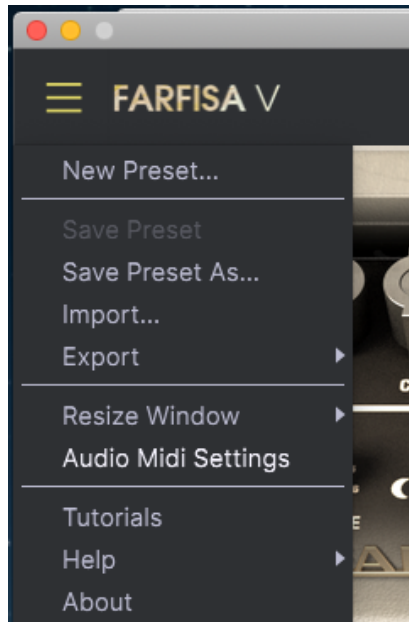 FARFISA V
New Preset...
Save Preset
Save Preset As...
Import...
Export
Resize Window
Audio Midi Settings
Tutorials
Help
About